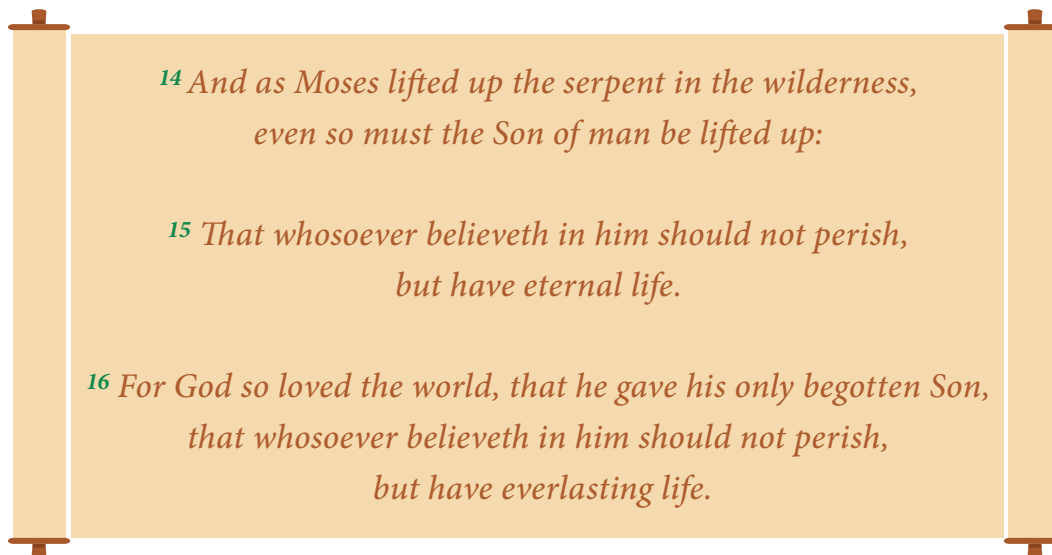 14 And as Moses lifted up the serpent in the wilderness,
even so must the Son of man be lifted up:
15 That whosoever believeth in him should not perish,
but have eternal life.
16 For God so loved the world, that he gave his only begotten Son,
that whosoever believeth in him should not perish,
but have everlasting life.